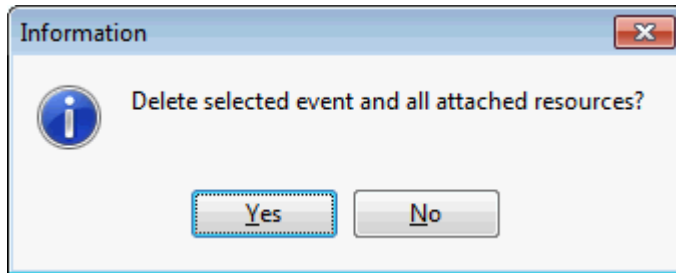 Information
Delete selected event and all attached resources?
Yes
No